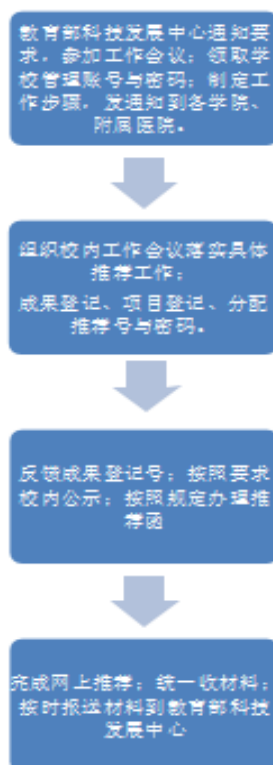 教育部科技发展中心通知要
求，参加工作会议；领取学
校管理账号与密码；制定工
作步骤，发通知到各学院、
附属医院。
组织校内工作会议落实具体
推荐工作；
成果登记、项目登记、分配
推荐号与密码。
反馈成果登记号；按照要求
校内公示；按照规定办理推
荐函
完成网上推荐；统一收材料；
按时报送材料到教育部科技
发展中心